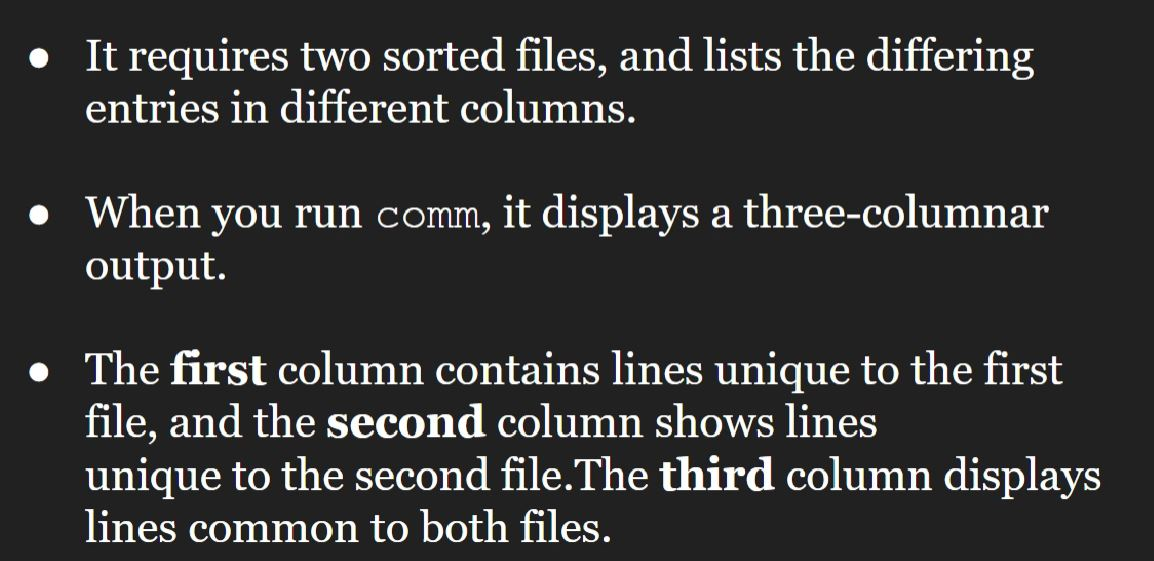 ● It requires two sorted files, and lists the differing
entries in different columns.
● When you run comm, it displays a three-columnar
output.
● The first column contains lines unique to the first
file, and the second column shows lines
unique to the second file.The third column displays
lines common to both files.